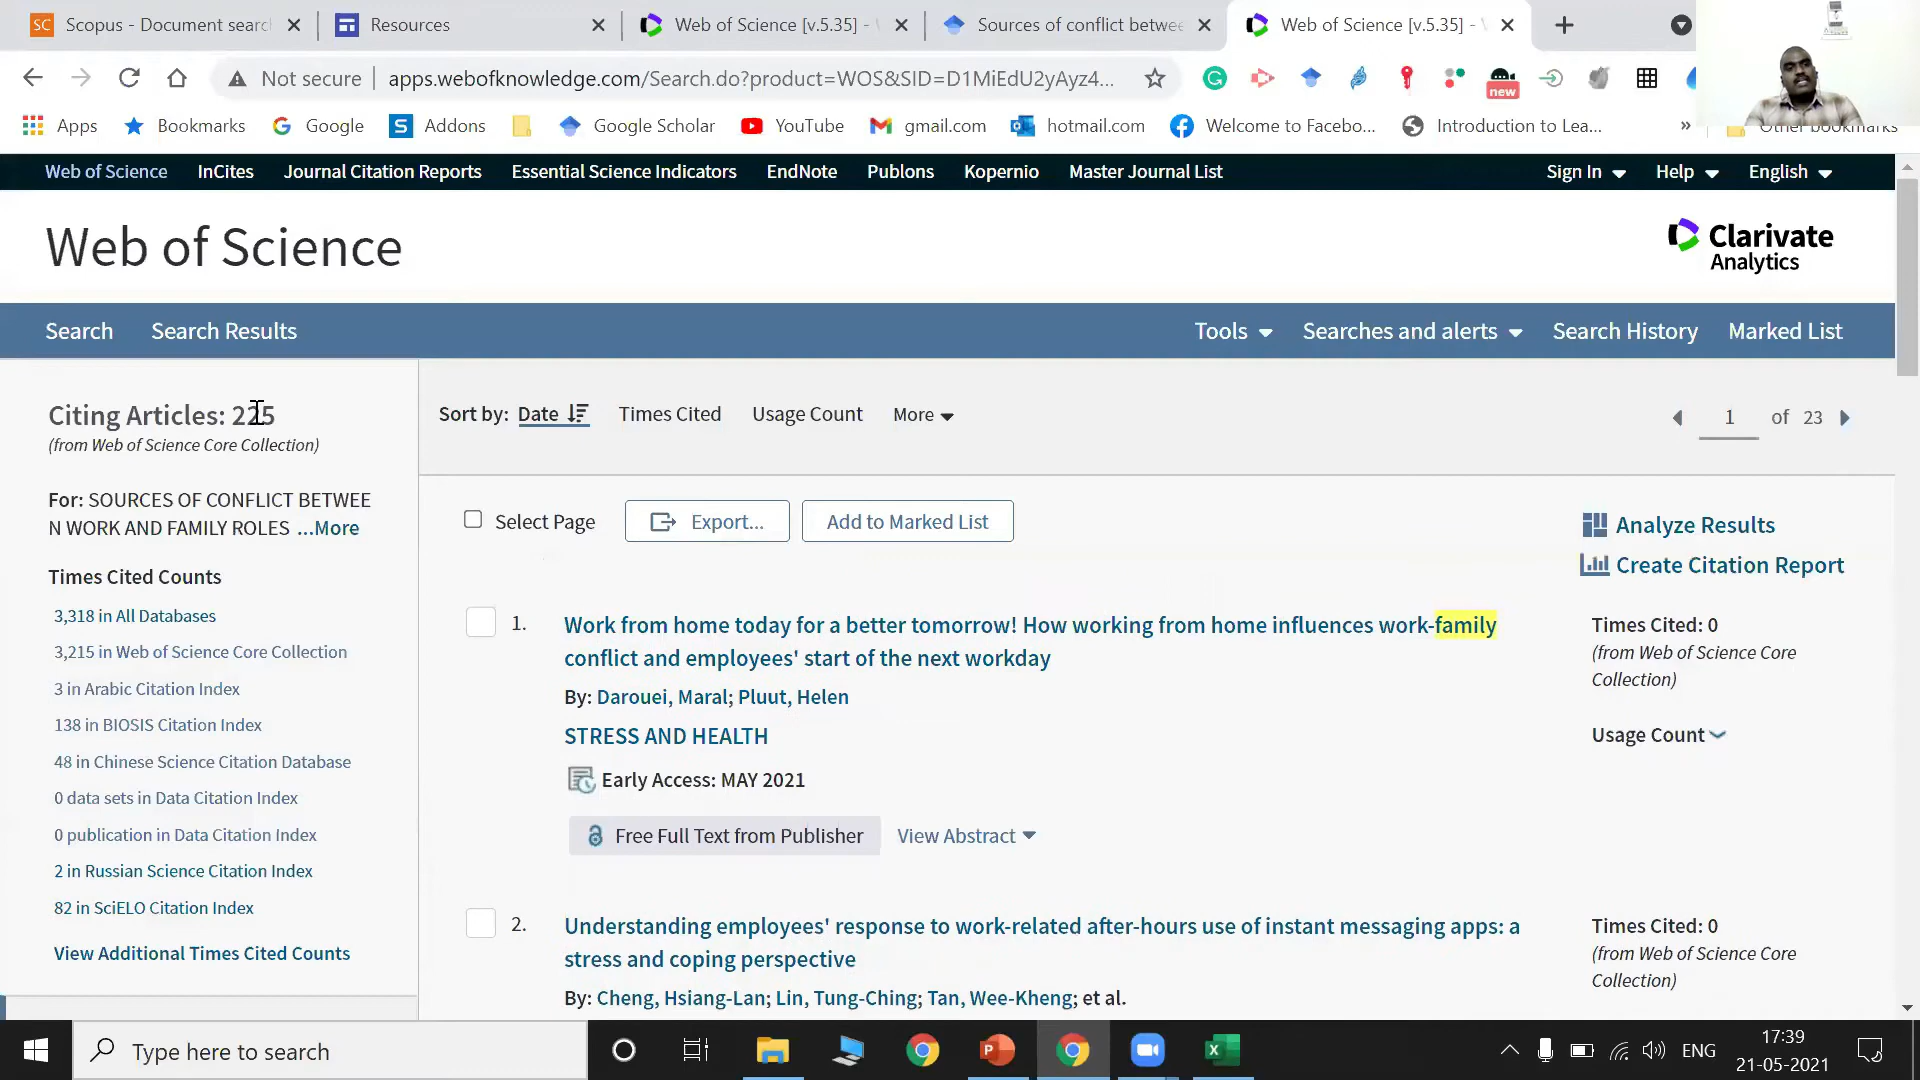 SC Scopus - Document search
Resources
Web of Science [v.5.35] -
Sources of conflict betwee
Web of Science [v.5.35] -
Not secure apps.webofknowledge.com/Search.do?product=WOS&SID=D1MiEdU2yAyz4...
new
Apps
Bookmarks
Google
S Addons
Google Scholar
YouTube
gmail.com
hotmail.com
Welcome to Facebo...
Introduction to Lea...
»
Other bookmarks
Web of Science InCites Journal Citation Reports Essential Science Indicators EndNote Publons Kopernio Master Journal List Sign In Help English
Web of Science
Clarivate
Analytics
Search Search Results Tools Searches and alerts Search History Marked List
Citing Articles: 225
(from Web of Science Core Collection)
For: SOURCES OF CONFLICT BETWEE
N WORK AND FAMILY ROLES ...More
Times Cited Counts
3,318 in All Databases
3,215 in Web of Science Core Collection
3 in Arabic Citation Index
138 in BIOSIS Citation Index
48 in Chinese Science Citation Database
0 data sets in Data Citation Index
0 publication in Data Citation Index
2 in Russian Science Citation Index
82 in SciELO Citation Index
View Additional Times Cited Counts
Sort by: Date Times Cited Usage Count More
1 of 23
Select Page Export... Add to Marked List
Analyze Results
Create Citation Report
1. Work from home today for a better tomorrow! How working from home influences work-family
conflict and employees' start of the next workday
By: Darouei, Maral; Pluut, Helen
STRESS AND HEALTH
Early Access: MAY 2021
Free Full Text from Publisher View Abstract
Times Cited: 0
(from Web of Science Core
Collection)
Usage Count
2. Understanding employees' response to work-related after-hours use of instant messaging apps: a
stress and coping perspective
By: Cheng, Hsiang-Lan; Lin, Tung-Ching; Tan, Wee-Kheng; et al.
Times Cited: 0
(from Web of Science Core
Collection)
Type here to search
ENG
17:39
21-05-2021